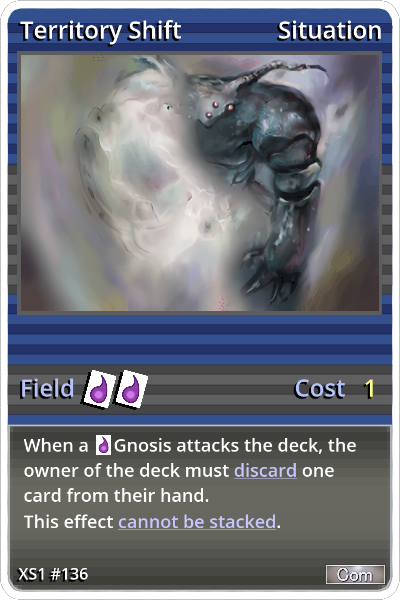 Territory Shift Situation
Field Cost 1
When a Gnosis attacks the deck, the
owner of the deck must discard one
card from their hand.
This effect cannot be stacked.
XS1 #136 Com